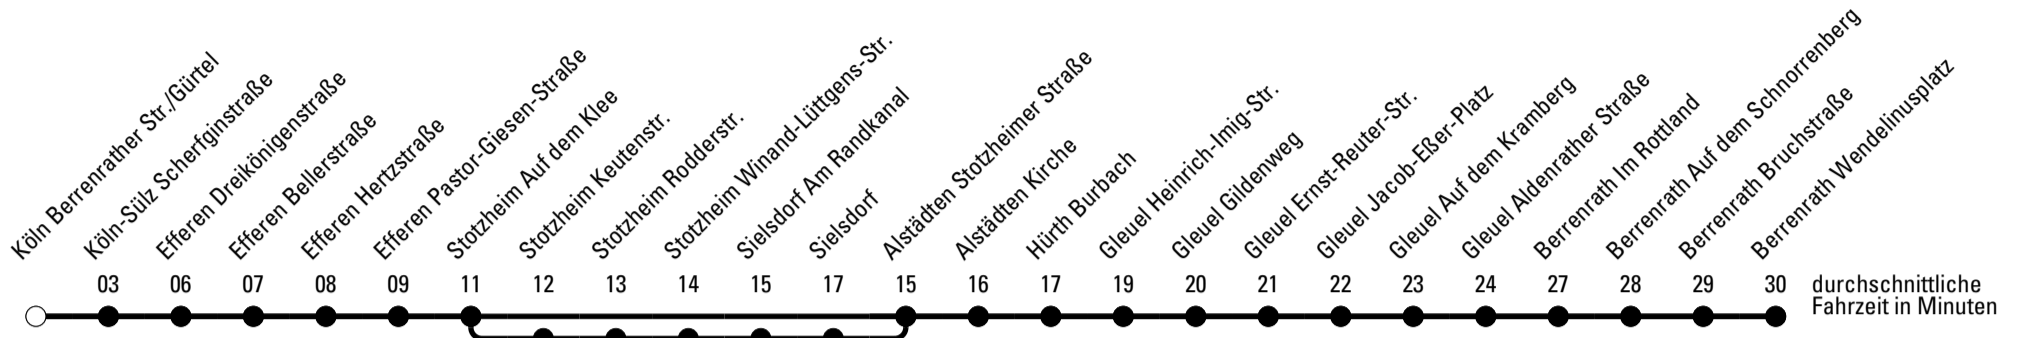 Köln Berrenrather Str./Gürtel
Köln-Sülz Scherfginstraße
Efferen Dreikönigenstraße
Efferen Bellerstraße
Efferen Hertzstraße
Efferen Pastor-Giesen-Straße
Stotzheim Auf dem Klee
Stotzheim Keutenstr.
Stotzheim Rodderstr.
Stotzheim Winand-Lüttgens-Str.
Sielsdorf Am Randkanal
Sielsdorf
Alstädten Stotzheimer Straße
Alstädten Kirche
Hürth Burbach
Gleuel Heinrich-Imig-Str.
Gleuel Gildenweg
Gleuel Ernst-Reuter-Str.
Gleuel Jacob-Eßer-Platz
Gleuel Auf dem Kramberg
Gleuel Aldenrather Straße
Berrenrath Im Rottland
Berrenrath Auf dem Schnorrenberg
Berrenrath Bruchstraße
Berrenrath Wendelinusplatz
03 06 07 08 09 11 12 13 14 15 17 15 16 17 19 20 21 22 23 24 27 28 29 30 durchschnittliche
Fahrzeit in Minuten